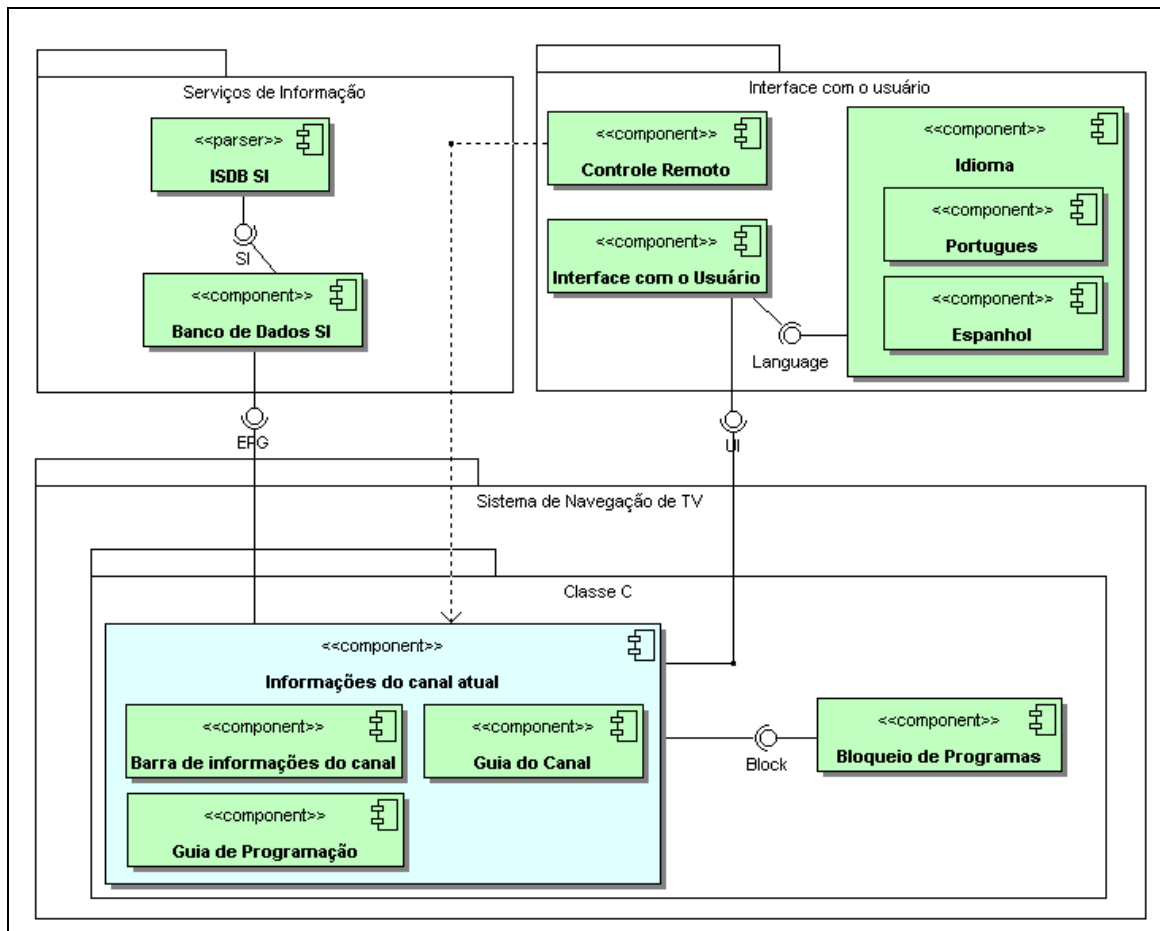 Serviços de Informação
<<parser>>
ISDB SI
SI
<<component>>
Banco de Dados SI
EPG
Interface com o usuário
<<component>>
Controle Remoto
<<component>>
Interface com o Usuário
<<component>>
Idioma
<<component>>
Portugues
<<component>>
Espanhol
Language
UI
Sistema de Navegação de TV
Classe C
<<component>>
Informações do canal atual
<<component>>
Barra de informações do canal
<<component>>
Guia do Canal
<<component>>
Guia de Programação
Block
<<component>>
Bloqueio de Programas